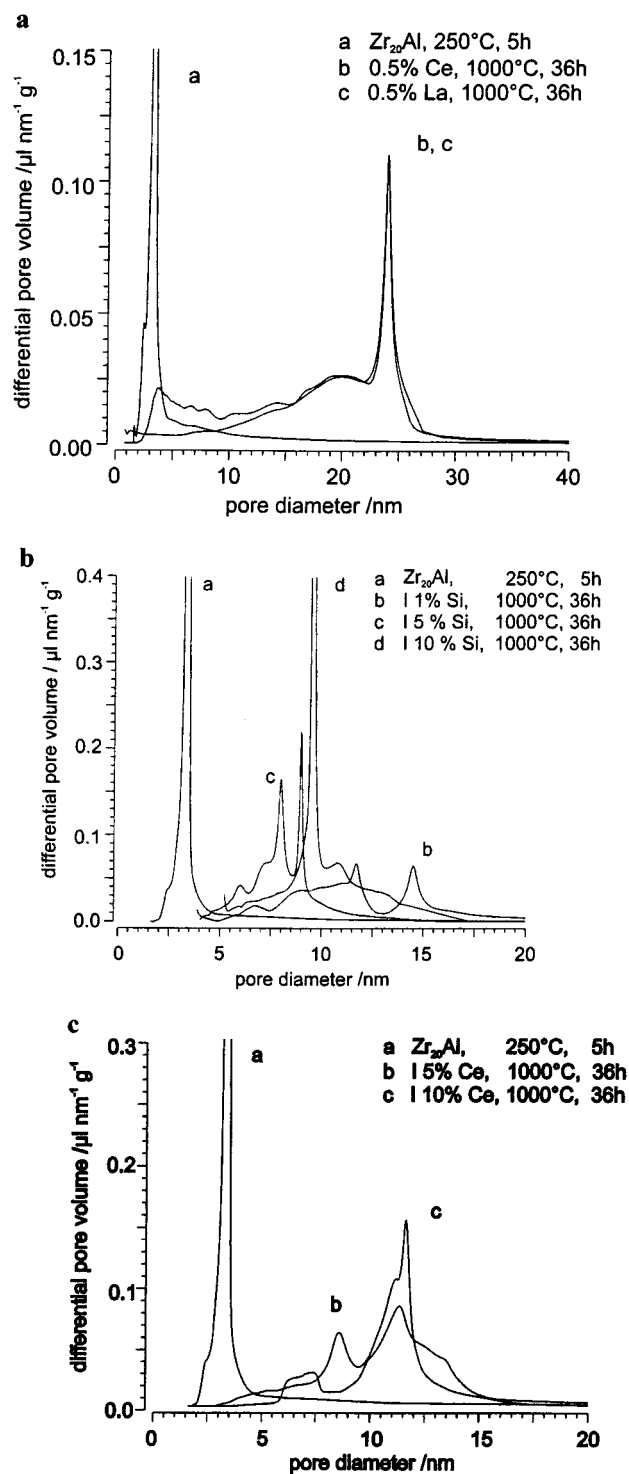 a
a Zr₂₀Al, 250°C, 5h
b 0.5% Ce, 1000°C, 36h
c 0.5% La, 1000°C, 36h
a
b, c
0.15
0.10
0.05
0.00
differential pore volume /µl nm⁻¹ g⁻¹
0 10 20 30 40
pore diameter /nm
b
a Zr₂₀Al, 250°C, 5h
b I 1% Si, 1000°C, 36h
c I 5 % Si, 1000°C, 36h
d I 10 % Si, 1000°C, 36h
a
d
c
b
0.4
0.3
0.2
0.1
0.0
differential pore volume / µl nm⁻¹ g⁻¹
0 5 10 15 20
pore diameter /nm
c
a Zr₂₀Al, 250°C, 5h
b I 5% Ce, 1000°C, 36h
c I 10% Ce, 1000°C, 36h
a
c
b
0.3
0.2
0.1
0.0
differential pore volume /µl nm⁻¹ g⁻¹
0 5 10 15 20
pore diameter /nm